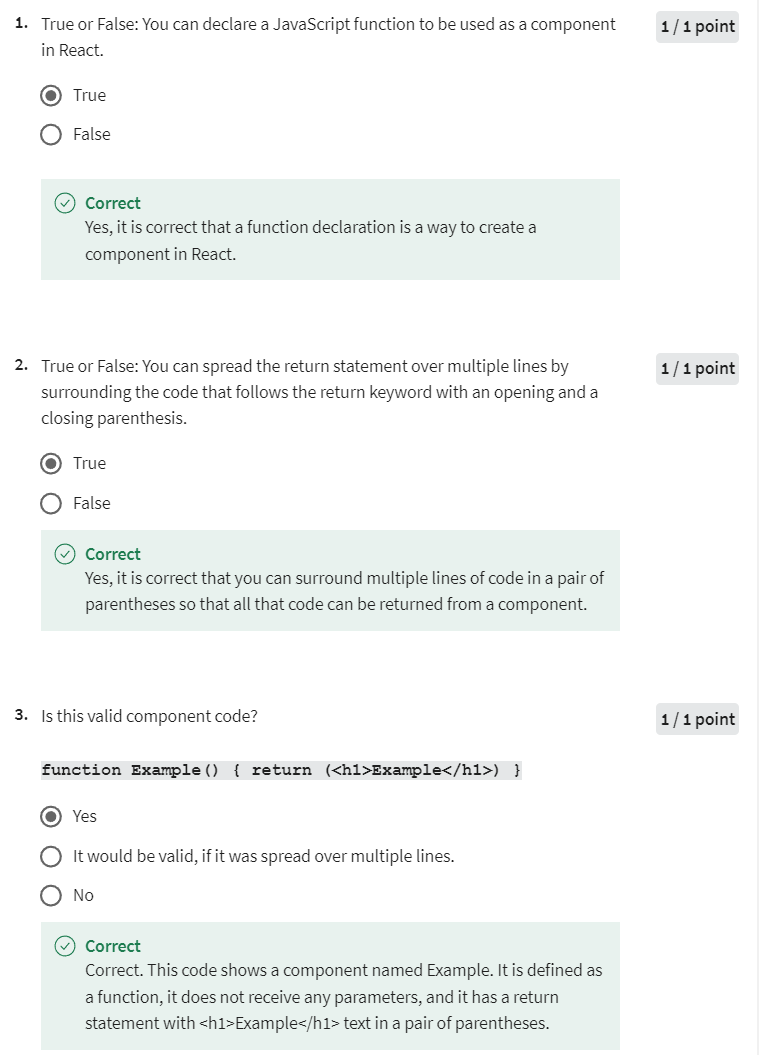 1. True or False: You can declare a JavaScript function to be used as a component
in React.
1 / 1 point
True
False
Correct
Yes, it is correct that a function declaration is a way to create a
component in React.
2. True or False: You can spread the return statement over multiple lines by
surrounding the code that follows the return keyword with an opening and a
closing parenthesis.
1 / 1 point
True
False
Correct
Yes, it is correct that you can surround multiple lines of code in a pair of
parentheses so that all that code can be returned from a component.
3. Is this valid component code?
1 / 1 point
function Example() { return (<h1>Example</h1>) }
Yes
It would be valid, if it was spread over multiple lines.
No
Correct
Correct. This code shows a component named Example. It is defined as
a function, it does not receive any parameters, and it has a return
statement with <h1>Example</h1> text in a pair of parentheses.